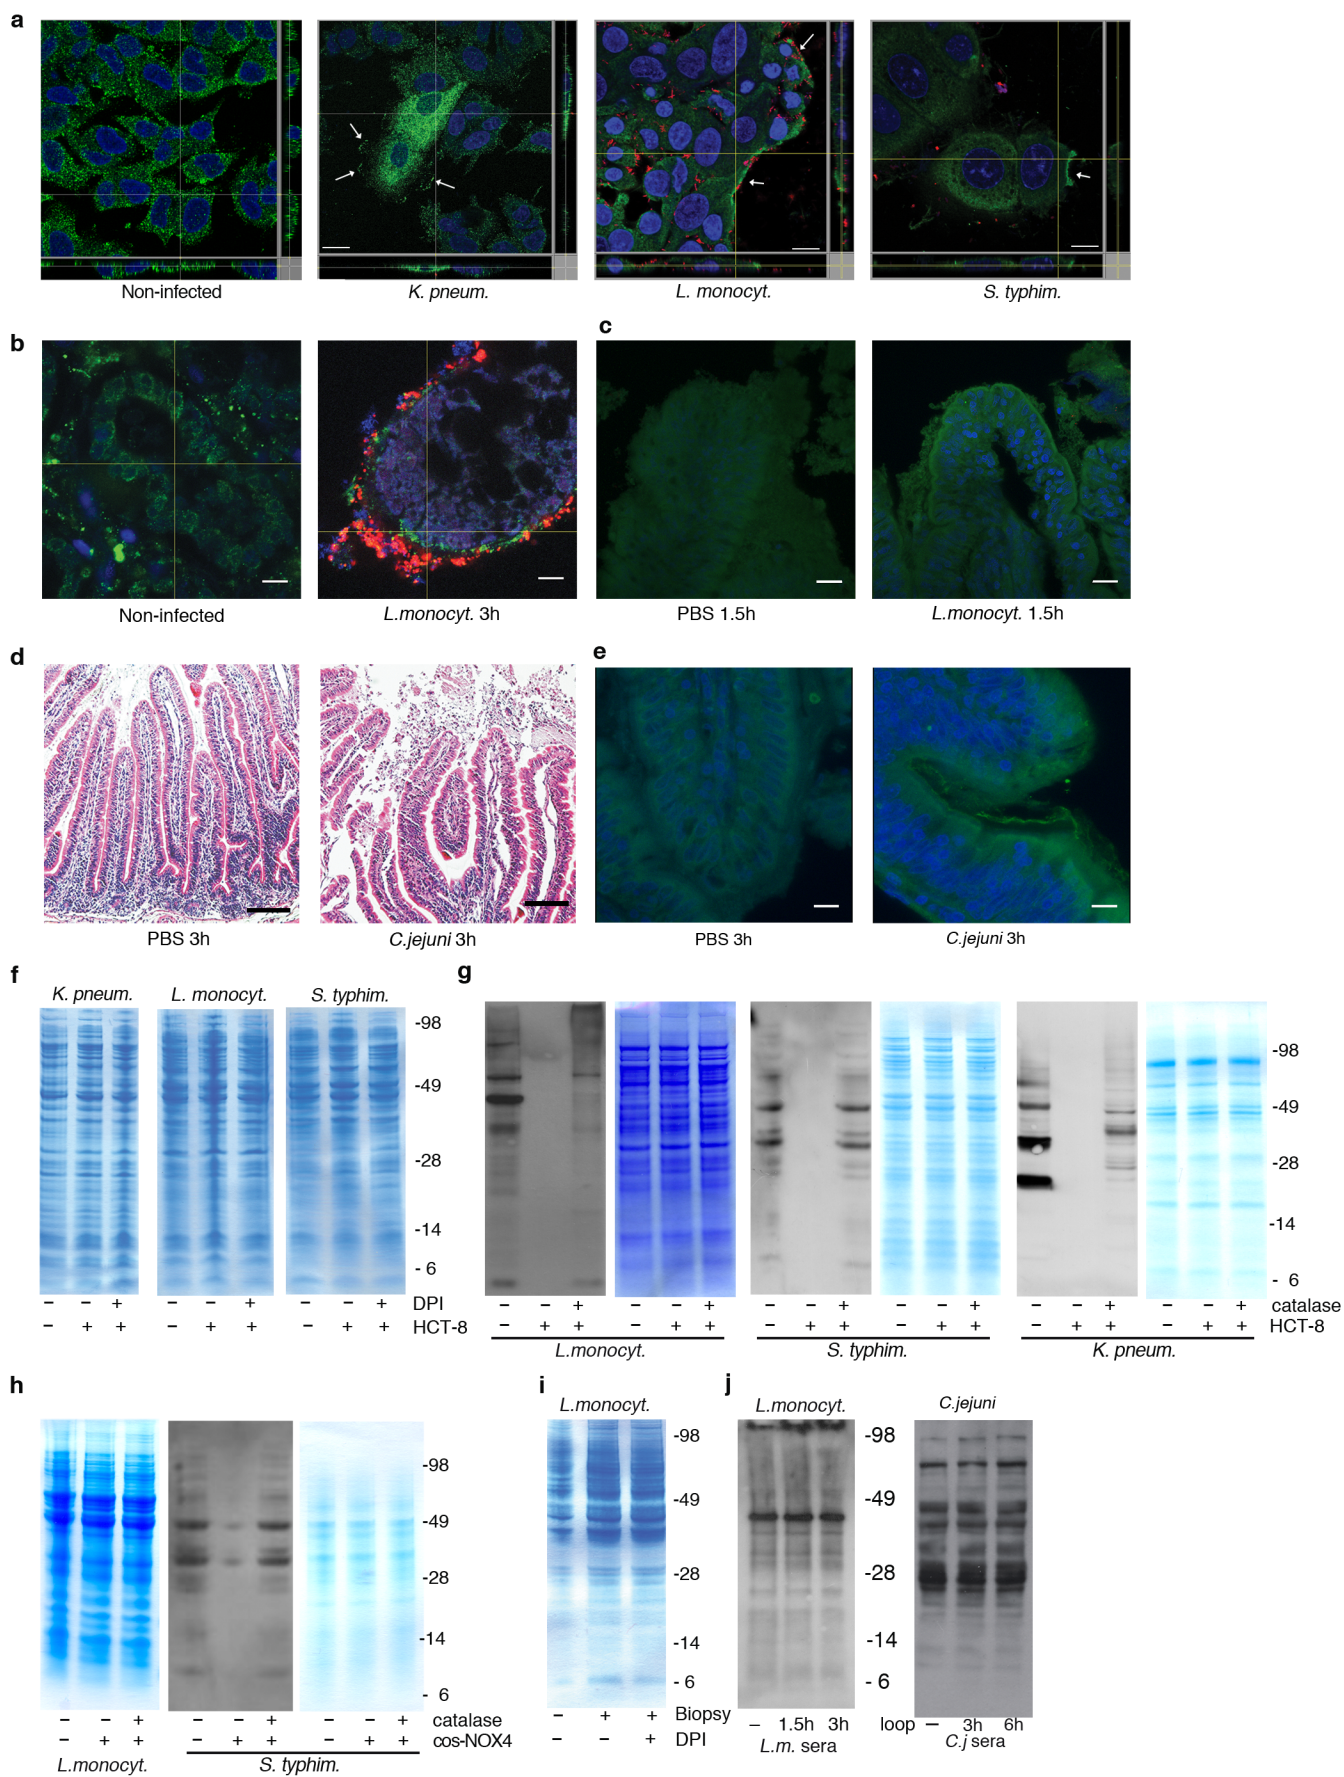 a
Non-infected
K. pneum.
L. monocyt.
S. typhim.
b
c
Non-infected
L.monocyt. 3h
PBS 1.5h
L.monocyt. 1.5h
d
e
PBS 3h
C.jejuni 3h
PBS 3h
C.jejuni 3h
f
g
K. pneum.
L. monocyt.
S. typhim.
-98
-49
-28
-14
- 6
-98
-49
-28
-14
- 6
– – + – – + – – + DPI
– + + – + + – + + HCT-8
– – + – – + – – + – – + – – + – – + catalase
– + + – + + – + + – + + – + + – + + HCT-8
L.monocyt.
S. typhim.
K. pneum.
h
i
j
L.monocyt.
L.monocyt.
C.jejuni
-98
-49
-28
-14
- 6
-98
-49
-28
-14
- 6
-98
-49
-28
-14
- 6
– – + – – + – – + catalase
– + + – + + – + + cos-NOX4
L.monocyt.
S. typhim.
– + + Biopsy
– – + DPI
– 1.5h 3h
L.m. sera
loop – 3h 6h
C.j sera